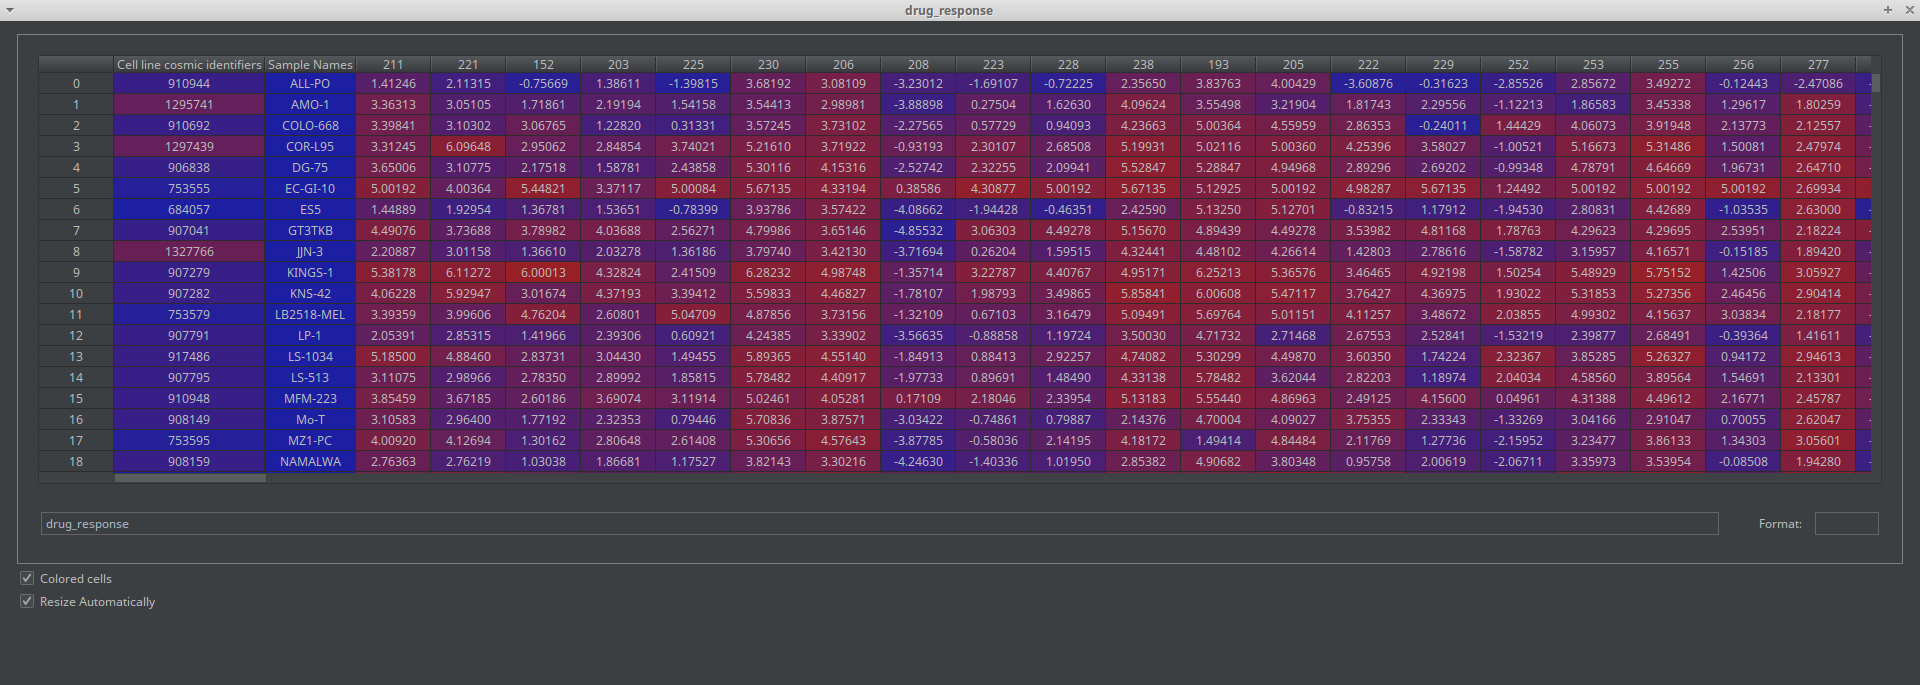 drug_response
Cell line cosmic identifiers Sample Names 211 221 152 203 225 230 206 208 223 228 238 193 205 222 229 252 253 255 256 277
0 910944 ALL-PO 1.41246 2.11315 -0.75669 1.38611 -1.39815 3.68192 3.08109 -3.23012 -1.69107 -0.72225 2.35650 3.83763 4.00429 -3.60876 -0.31623 -2.85526 2.85672 3.49272 -0.12443 -2.47086
1 1295741 AMO-1 3.36313 3.05105 1.71861 2.19194 1.54158 3.54413 2.98981 -3.88898 0.27504 1.62630 4.09624 3.55498 3.21904 1.81743 2.29556 -1.12213 1.86583 3.45338 1.29617 1.80259
2 910692 COLO-668 3.39841 3.10302 3.06765 1.22820 0.31331 3.57245 3.73102 -2.27565 0.57729 0.94093 4.23663 5.00364 4.55959 2.86353 -0.24011 1.44429 4.06073 3.91948 2.13773 2.12557
3 1297439 COR-L95 3.31245 6.09648 2.95062 2.84854 3.74021 5.21610 3.71922 -0.93193 2.30107 2.68508 5.19931 5.02116 5.00360 4.25396 3.58027 -1.00521 5.16673 5.31486 1.50081 2.47974
4 906838 DG-75 3.65006 3.10775 2.17518 1.58781 2.43858 5.30116 4.15316 -2.52742 2.32255 2.09941 5.52847 5.28847 4.94968 2.89296 2.69202 -0.99348 4.78791 4.64669 1.96731 2.64710
5 753555 EC-GI-10 5.00192 4.00364 5.44821 3.37117 5.00084 5.67135 4.33194 0.38586 4.30877 5.00192 5.67135 5.12925 5.00192 4.98287 5.67135 1.24492 5.00192 5.00192 5.00192 2.69934
6 684057 ES5 1.44889 1.92954 1.36781 1.53651 -0.78399 3.93786 3.57422 -4.08662 -1.94428 -0.46351 2.42590 5.13250 5.12701 -0.83215 1.17912 -1.94530 2.80831 4.42689 -1.03535 2.63000
7 907041 GT3TKB 4.49076 3.73688 3.78982 4.03688 2.56271 4.79986 3.65146 -4.85532 3.06303 4.49278 5.15670 4.89439 4.49278 3.53982 4.81168 1.78763 4.29623 4.29695 2.53951 2.18224
8 1327766 JJN-3 2.20887 3.01158 1.36610 2.03278 1.36186 3.79740 3.42130 -3.71694 0.26204 1.59515 4.32441 4.48102 4.26614 1.42803 2.78616 -1.58782 3.15957 4.16571 -0.15185 1.89420
9 907279 KINGS-1 5.38178 6.11272 6.00013 4.32824 2.41509 6.28232 4.98748 -1.35714 3.22787 4.40767 4.95171 6.25213 5.36576 3.46465 4.92198 1.50254 5.48929 5.75152 1.42506 3.05927
10 907282 KNS-42 4.06228 5.92947 3.01674 4.37193 3.39412 5.59833 4.46827 -1.78107 1.98793 3.49865 5.85841 6.00608 5.47117 3.76427 4.36975 1.93022 5.31853 5.27356 2.46456 2.90414
11 753579 LB2518-MEL 3.39359 3.99606 4.76204 2.60801 5.04709 4.87856 3.73156 -1.32109 0.67103 3.16479 5.09491 5.69764 5.01151 4.11257 3.48672 2.03855 4.99302 4.15637 3.03834 2.18177
12 907791 LP-1 2.05391 2.85315 1.41966 2.39306 0.60921 4.24385 3.33902 -3.56635 -0.88858 1.19724 3.50030 4.71732 2.71468 2.67553 2.52841 -1.53219 2.39877 2.68491 -0.39364 1.41611
13 917486 LS-1034 5.18500 4.88460 2.83731 3.04430 1.49455 5.89365 4.55140 -1.84913 0.88413 2.92257 4.74082 5.30299 4.49870 3.60350 1.74224 2.32367 3.85285 5.26327 0.94172 2.94613
14 907795 LS-513 3.11075 2.98966 2.78350 2.89992 1.85815 5.78482 4.40917 -1.97733 0.89691 1.48490 4.33138 5.78482 3.62044 2.82203 1.18974 2.04034 4.58560 3.89564 1.54691 2.13301
15 910948 MFM-223 3.85459 3.67185 2.60186 3.69074 3.11914 5.02461 4.05281 0.17109 2.18046 2.33954 5.13183 5.55440 4.86963 2.49125 4.15600 0.04961 4.31388 4.49612 2.16771 2.45787
16 908149 Mo-T 3.10583 2.96400 1.77192 2.32353 0.79446 5.70836 3.87571 -3.03422 -0.74861 0.79887 2.14376 4.70004 4.09027 3.75355 2.33343 -1.33269 3.04166 2.91047 0.70055 2.62047
17 753595 MZ1-PC 4.00920 4.12694 1.30162 2.80648 2.61408 5.30656 4.57643 -3.87785 -0.58036 2.14195 4.18172 1.49414 4.84484 2.11769 1.27736 -2.15952 3.23477 3.86133 1.34303 3.05601
18 908159 NAMALWA 2.76363 2.76219 1.03038 1.86681 1.17527 3.82143 3.30216 -4.24630 -1.40336 1.01950 2.85382 4.90682 3.80348 0.95758 2.00619 -2.06711 3.35973 3.53954 -0.08508 1.94280
drug_response Format:
Colored cells
Resize Automatically